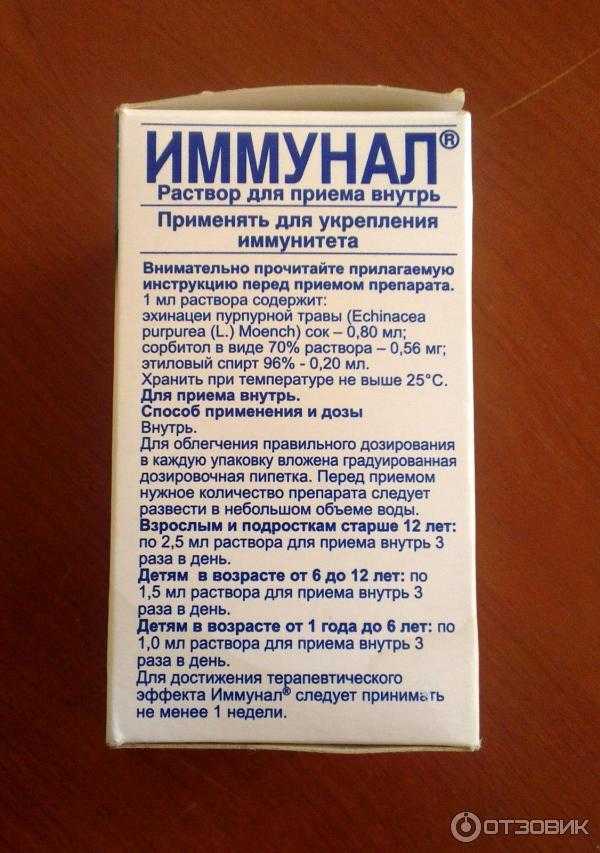 ИММУНАЛ®
Раствор для приема внутрь
Применять для укрепления
иммунитета
Внимательно прочитайте прилагаемую
инструкцию перед приемом препарата.
1 мл раствора содержит:
эхинацеи пурпурной травы (Echinacea
purpurea (L.) Moench) сок – 0,80 мл;
сорбитол в виде 70% раствора – 0,56 мг;
этиловый спирт 96% - 0,20 мл.
Хранить при температуре не выше 25°С.
Для приема внутрь.
Способ применения и дозы
Внутрь.
Для облегчения правильного дозирования
в каждую упаковку вложена градуированная
дозировочная пипетка. Перед приемом
нужное количество препарата следует
развести в небольшом объеме воды.
Взрослым и подросткам старше 12 лет:
по 2,5 мл раствора для приема внутрь 3
раза в день.
Детям в возрасте от 6 до 12 лет: по
1,5 мл раствора для приема внутрь 3
раза в день.
Детям в возрасте от 1 года до 6 лет: по
1,0 мл раствора для приема внутрь 3
раза в день.
Для достижения терапевтического
эффекта Иммунал® следует принимать
не менее 1 недели.
ОТЗОВИК